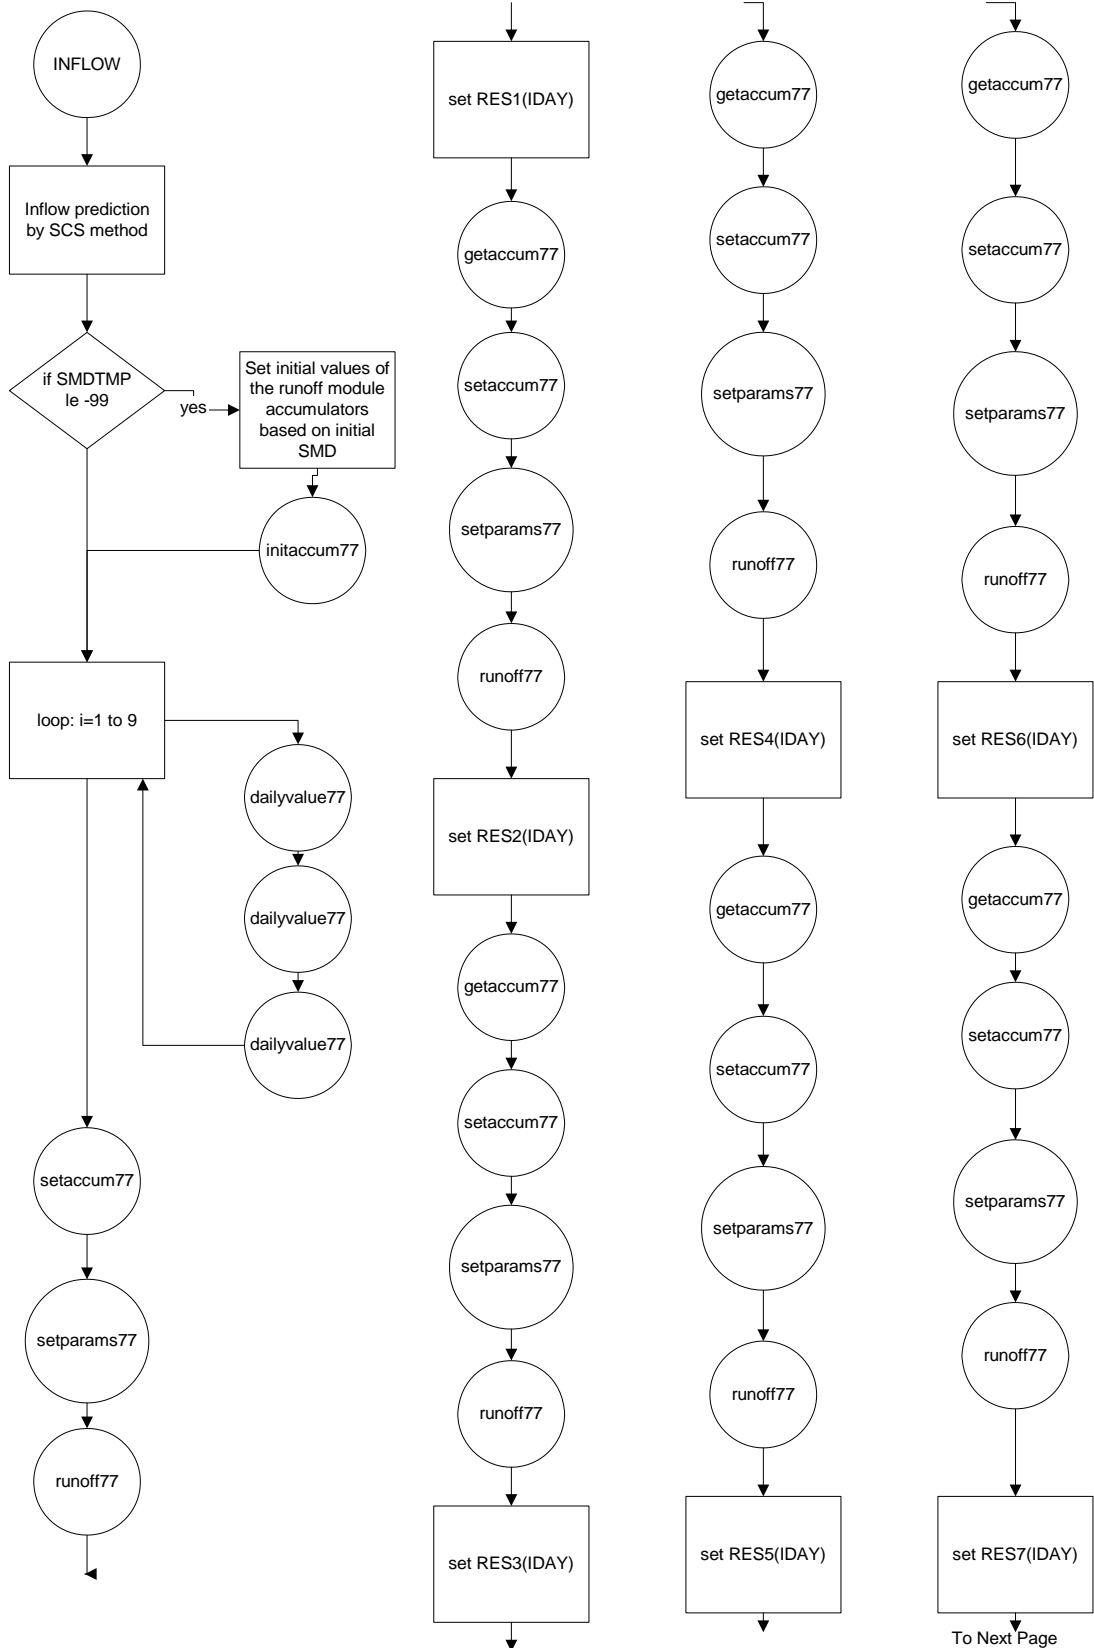 INFLOW
Inflow prediction
by SCS method
if SMDTMP
le -99
yes
Set initial values of
the runoff module
accumulators
based on initial
SMD
initaccum77
loop: i=1 to 9
dailyvalue77
dailyvalue77
dailyvalue77
setaccum77
setparams77
runoff77
set RES1(IDAY)
getaccum77
setaccum77
setparams77
runoff77
set RES2(IDAY)
getaccum77
setaccum77
setparams77
runoff77
set RES3(IDAY)
getaccum77
setaccum77
setparams77
runoff77
set RES4(IDAY)
getaccum77
setaccum77
setparams77
runoff77
set RES5(IDAY)
getaccum77
setaccum77
setparams77
runoff77
set RES6(IDAY)
getaccum77
setaccum77
setparams77
runoff77
set RES7(IDAY)
To Next Page